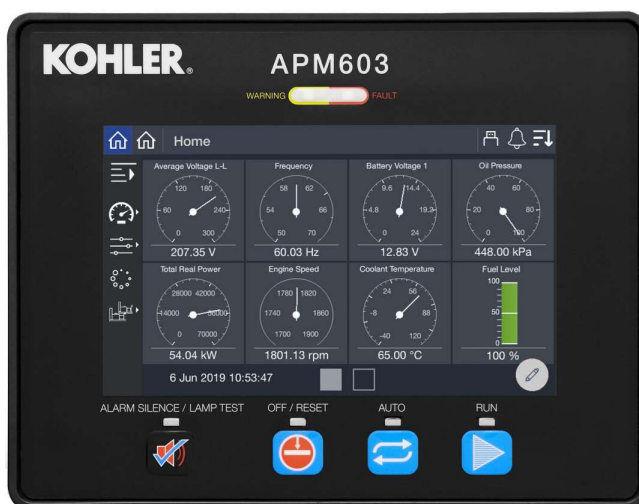 KOHLER®
APM603
WARNING FAULT
Home
Average Voltage L-L
60 120 180 240
0 300
207.35 V
Frequency
54 58 62 66
50 70
60.03 Hz
Battery Voltage 1
4.8 9.6 14.4 19.2
0 24
12.83 V
Oil Pressure
20 40 60 80
0 100
448.00 kPa
Total Real Power
14000 28000 42000 56000
0 70000
54.04 kW
Engine Speed
1740 1780 1820 1860
1700 1900
1801.13 rpm
Coolant Temperature
-8 24 56 88
-40 120
65.00 °C
Fuel Level
100
50
0
100 %
6 Jun 2019 10:53:47
ALARM SILENCE / LAMP TEST OFF / RESET AUTO RUN